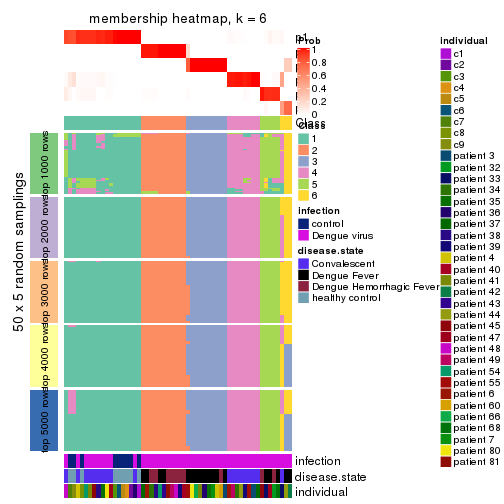 membership heatmap, k = 6
Prob
1
0.8
0.6
0.4
0.2
0
Class
Class
1
2
3
4
5
6
infection
control
Dengue virus
disease.state
Convalescent
Dengue Fever
Dengue Hemorrhagic Fever
healthy control
individual
c1
c2
c3
c4
c5
c6
c7
c8
c9
patient 3
patient 32
patient 33
patient 34
patient 35
patient 36
patient 37
patient 38
patient 39
patient 4
patient 40
patient 41
patient 42
patient 43
patient 44
patient 45
patient 47
patient 48
patient 49
patient 54
patient 55
patient 6
patient 60
patient 66
patient 68
patient 7
patient 80
patient 81
50 x 5 random samplings
top 1000 rows
top 2000 rows
top 3000 rows
top 4000 rows
top 5000 rows
infection
disease.state
individual